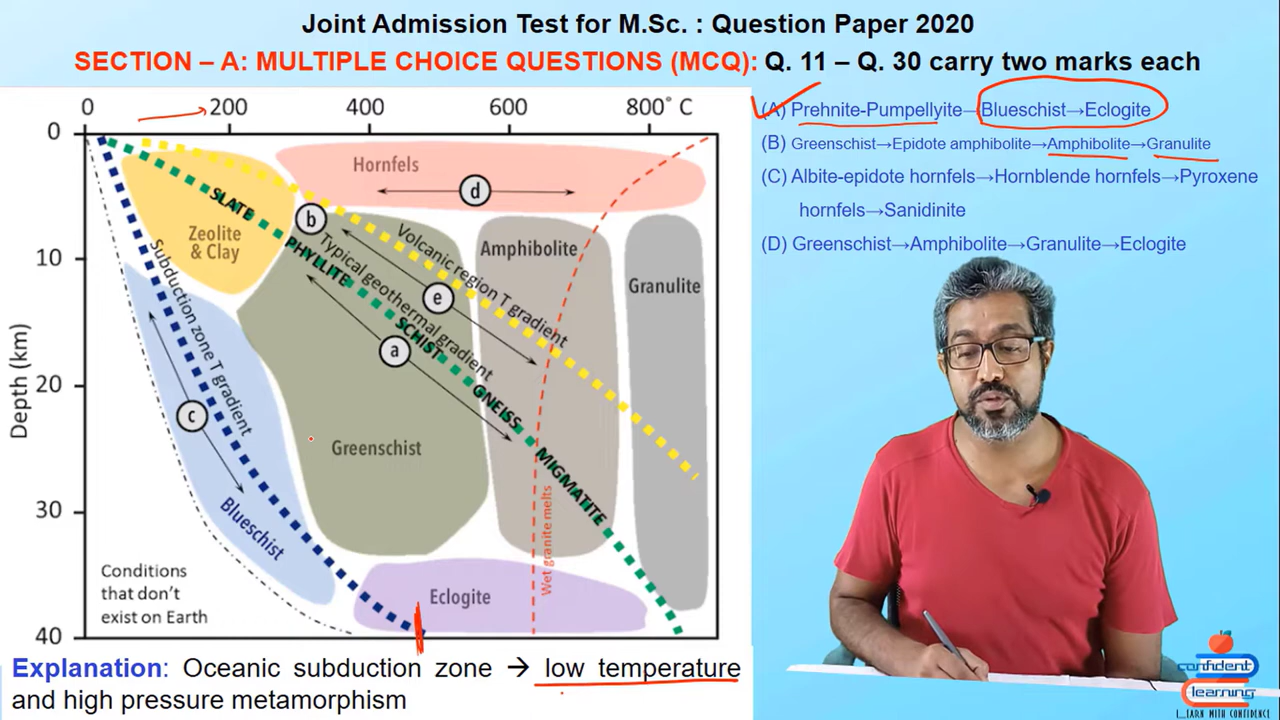 Joint Admission Test for M.Sc. : Question Paper 2020
SECTION – A: MULTIPLE CHOICE QUESTIONS (MCQ): Q. 11 – Q. 30 carry two marks each
0 200 400 600 800° C
(A) Prehnite-Pumpellyite→Blueschist→Eclogite
(B) Greenschist→Epidote amphibolite→Amphibolite→Granulite
(C) Albite-epidote hornfels→Hornblende hornfels→Pyroxene
hornfels→Sanidinite
(D) Greenschist→Amphibolite→Granulite→Eclogite
Depth (km)
0
10
20
30
40
Hornfels
d
SLATE
b
Zeolite
& Clay
PHYLLITE
Volcanic region T gradient
Typical geothermal gradient
Amphibolite
Granulite
e
SCHIST
a
Subduction zone T gradient
c
GNEISS
Greenschist
MIGMATITE
Blueschist
Wet granite melts
Eclogite
Conditions
that don't
exist on Earth
Explanation: Oceanic subduction zone → low temperature
and high pressure metamorphism
confident
learning
LEARN WITH CONFIDENCE